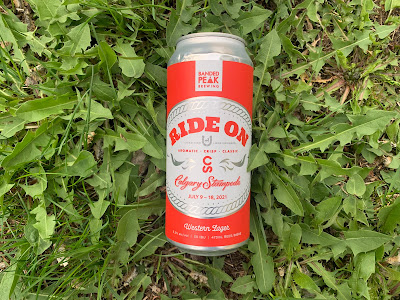 BANDED
PEAK
BREWING
RIDE ON
AROMATIC • CRISP • CLASSIC
CS
Calgary Stampede
JULY 9 - 18, 2021
Western Lager